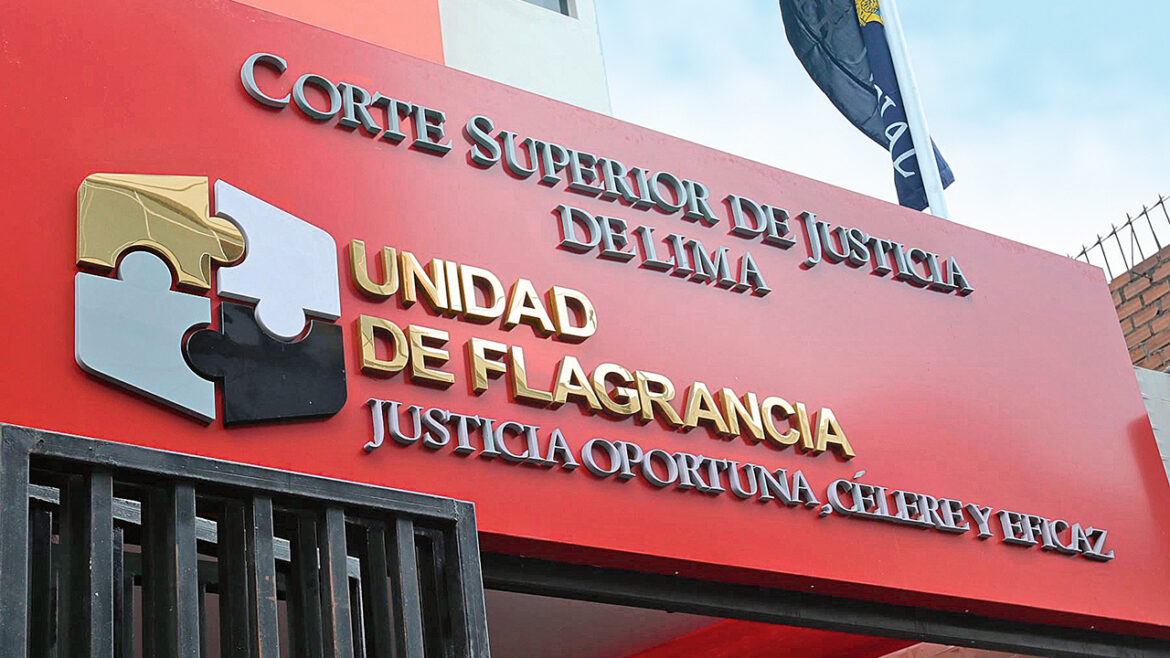 CORTE SUPERIOR DE JUSTICIA
DE LIMA
UNIDAD
DE FLAGRANCIA
JUSTICIA OPORTUNA, CÉLERE Y EFICAZ